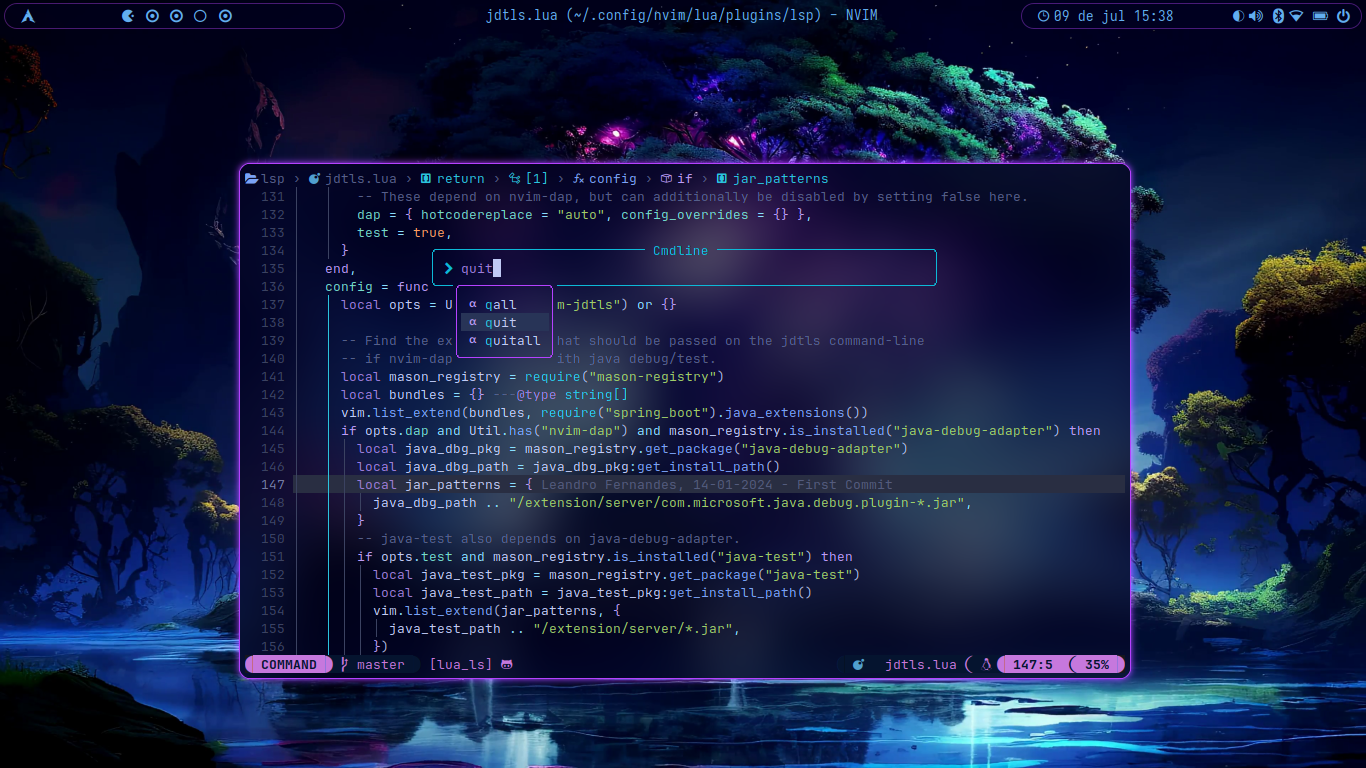 jdtls.lua (~/.config/nvim/lua/plugins/lsp) - NVIM
09 de jul 15:38
lsp › jdtls.lua › return › [1] › config › if › jar_patterns
131 -- These depend on nvim-dap, but can additionally be disabled by setting false here.
132 dap = { hotcodereplace = "auto", config_overrides = {} },
133 test = true,
134 }
Cmdline
135 end,
quit
136 config = func
137 local opts = U m-jdtls") or {}
α qall
138
α quit
139 -- Find the ex hat should be passed on the jdtls command-line
α quitall
140 -- if nvim-dap ith java debug/test.
141 local mason_registry = require("mason-registry")
142 local bundles = {} ---@type string[]
143 vim.list_extend(bundles, require("spring_boot").java_extensions())
144 if opts.dap and Util.has("nvim-dap") and mason_registry.is_installed("java-debug-adapter") then
145 local java_dbg_pkg = mason_registry.get_package("java-debug-adapter")
146 local java_dbg_path = java_dbg_pkg:get_install_path()
147 local jar_patterns = { Leandro Fernandes, 14-01-2024 - First Commit
148 java_dbg_path .. "/extension/server/com.microsoft.java.debug.plugin-*.jar",
149 }
150 -- java-test also depends on java-debug-adapter.
151 if opts.test and mason_registry.is_installed("java-test") then
152 local java_test_pkg = mason_registry.get_package("java-test")
153 local java_test_path = java_test_pkg:get_install_path()
154 vim.list_extend(jar_patterns, {
155 java_test_path .. "/extension/server/*.jar",
156 })
COMMAND master [lua_ls] jdtls.lua 147:5 35%